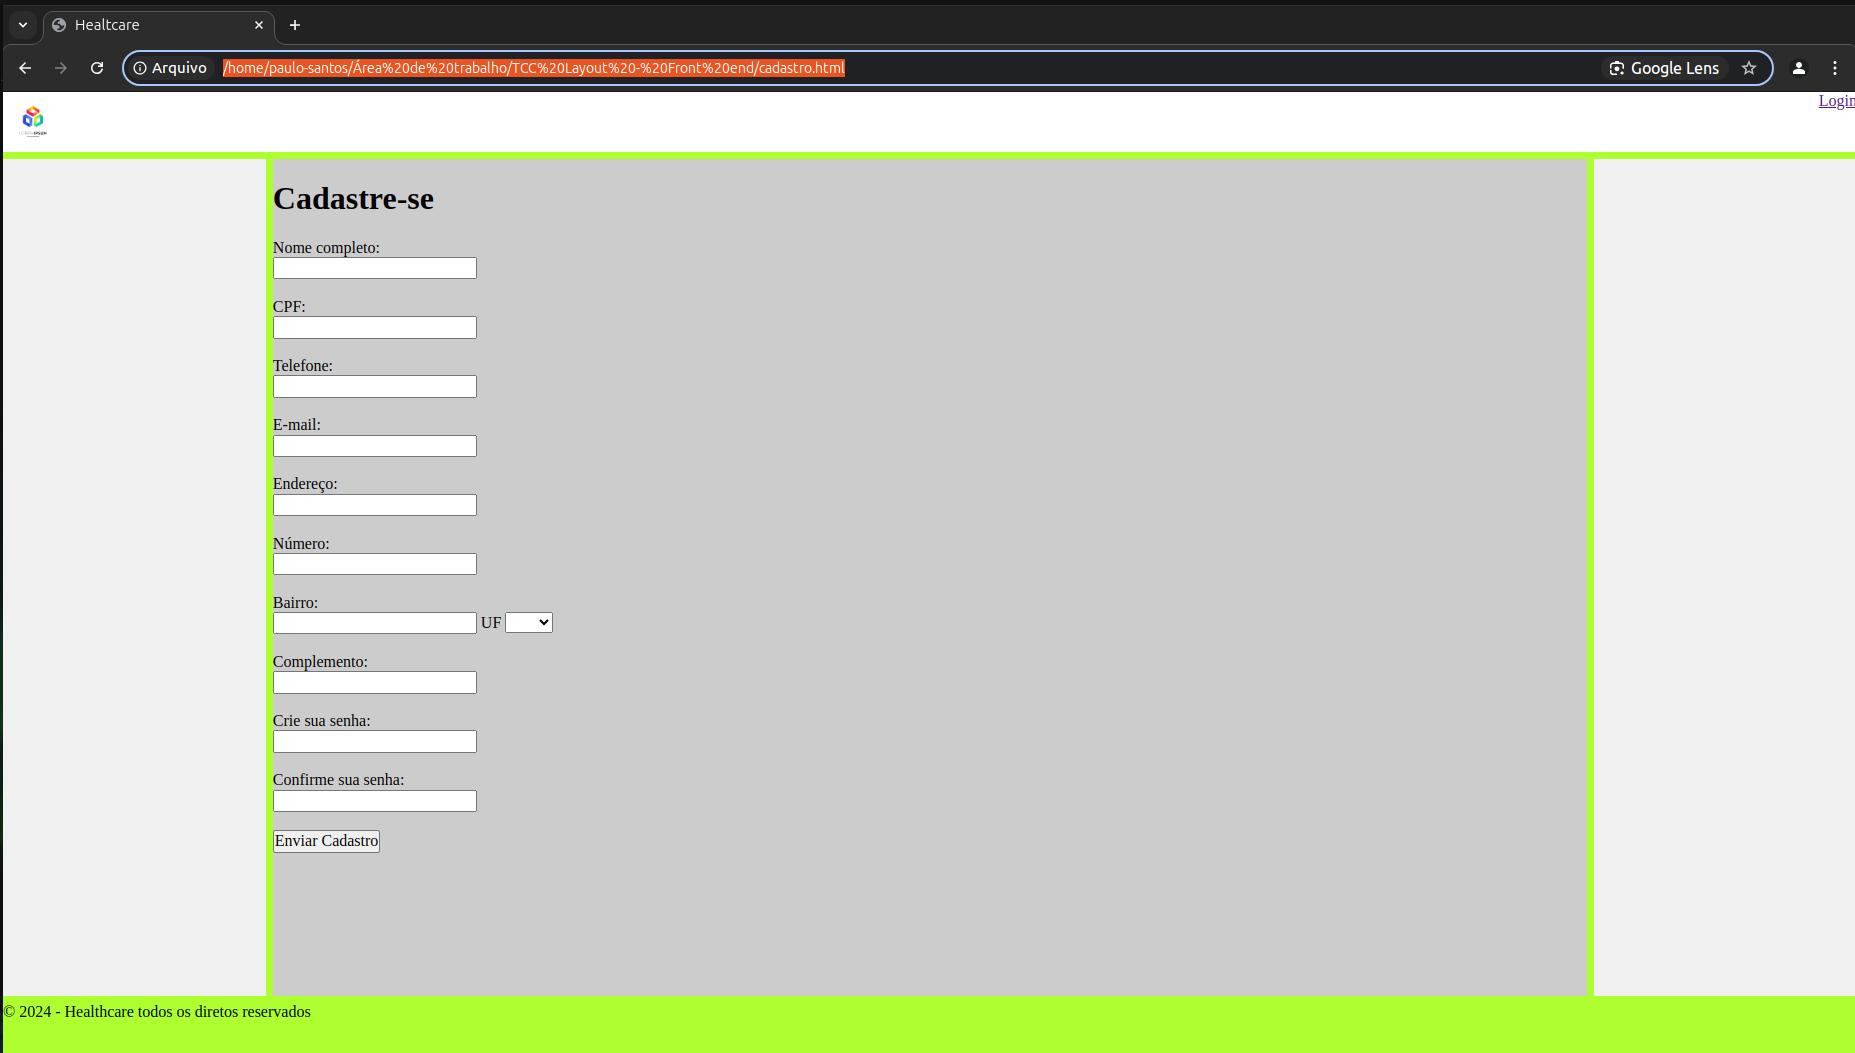 Healtcare
Arquivo /home/paulo-santos/Área%20de%20trabalho/TCC%20Layout%20-%20Front%20end/cadastro.html Google Lens
Login
LOREM IPSUM
Cadastre-se
Nome completo:
CPF:
Telefone:
E-mail:
Endereço:
Número:
Bairro:
UF
Complemento:
Crie sua senha:
Confirme sua senha:
Enviar Cadastro
© 2024 - Healthcare todos os diretos reservados